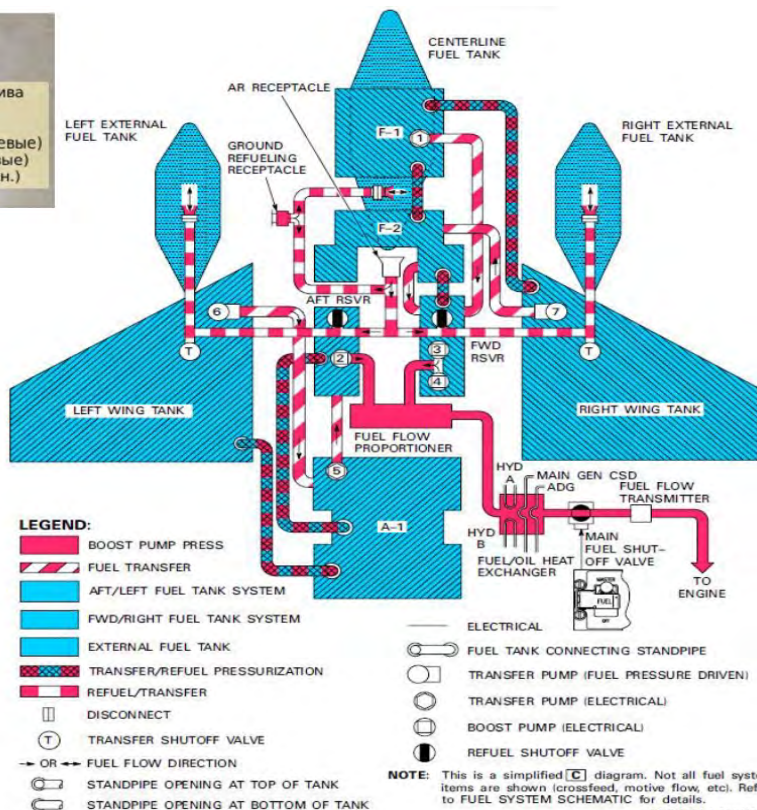 ива
евые)
вые)
н.)
CENTERLINE
FUEL TANK
AR RECEPTACLE
LEFT EXTERNAL
FUEL TANK
GROUND
REFUELING
RECEPTACLE
RIGHT EXTERNAL
FUEL TANK
F-1
1
F-2
AFT RSVR
6
7
T
T
FWD
RSVR
3
2
4
LEFT WING TANK
RIGHT WING TANK
FUEL FLOW
PROPORTIONER
5
A-1
HYD
A
MAIN GEN CSD
ADG
FUEL FLOW
TRANSMITTER
HYD
B
FUEL/OIL HEAT
EXCHANGER
MAIN
FUEL SHUT-
OFF VALVE
MASTER
FUEL
OFF
TO
ENGINE
LEGEND:
BOOST PUMP PRESS
FUEL TRANSFER
AFT/LEFT FUEL TANK SYSTEM
FWD/RIGHT FUEL TANK SYSTEM
EXTERNAL FUEL TANK
TRANSFER/REFUEL PRESSURIZATION
REFUEL/TRANSFER
DISCONNECT
T TRANSFER SHUTOFF VALVE
OR FUEL FLOW DIRECTION
STANDPIPE OPENING AT TOP OF TANK
STANDPIPE OPENING AT BOTTOM OF TANK
ELECTRICAL
FUEL TANK CONNECTING STANDPIPE
TRANSFER PUMP (FUEL PRESSURE DRIVEN)
TRANSFER PUMP (ELECTRICAL)
BOOST PUMP (ELECTRICAL)
REFUEL SHUTOFF VALVE
NOTE: This is a simplified C diagram. Not all fuel syste
items are shown (crossfeed, motive flow, etc). Ref
to FUEL SYSTEM SCHEMATIC for details.